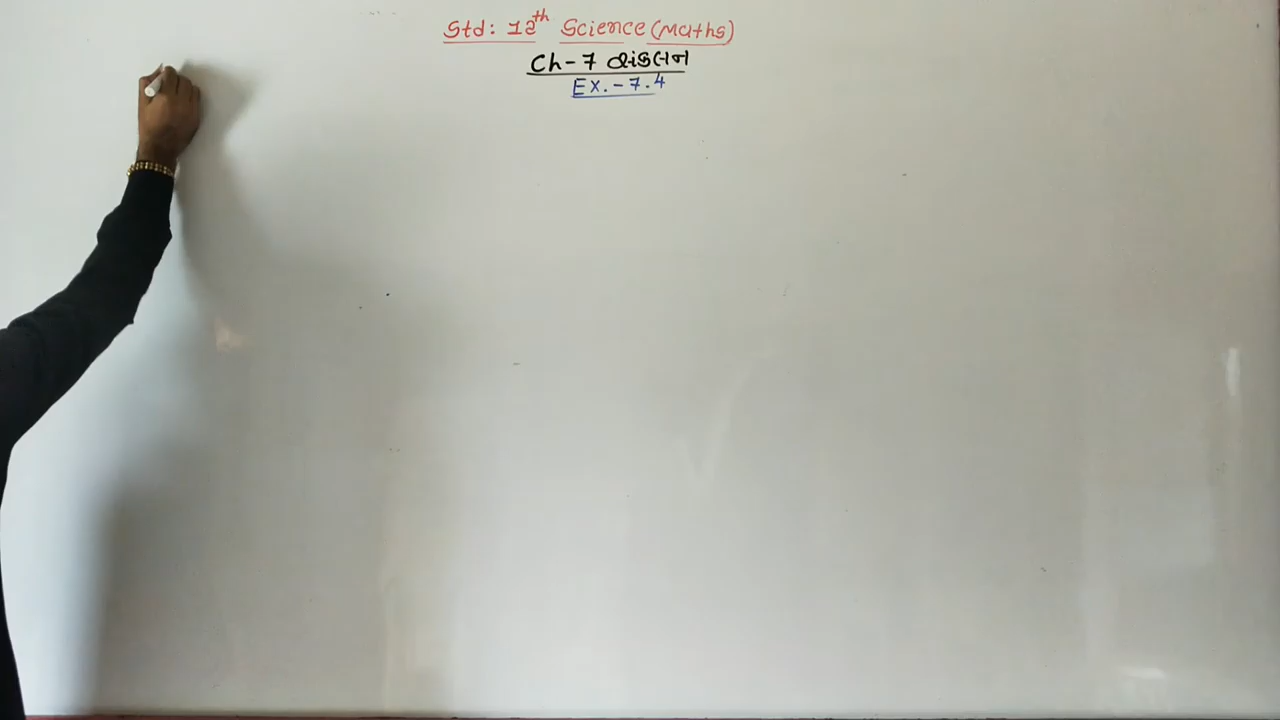 Std: 12th Science (Maths)
Ch-7 વિકલન
EX.-7.4